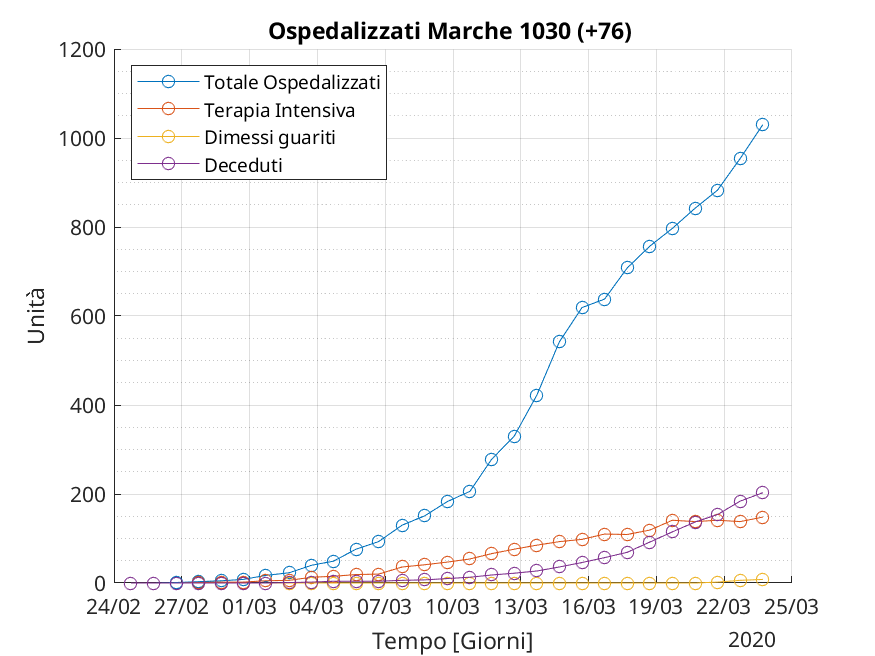 Ospedalizzati Marche 1030 (+76)
1200
1000
800
600
400
200
0
Unità
Totale Ospedalizzati
Terapia Intensiva
Dimessi guariti
Deceduti
24/02 27/02 01/03 04/03 07/03 10/03 13/03 16/03 19/03 22/03 25/03
Tempo [Giorni]
2020